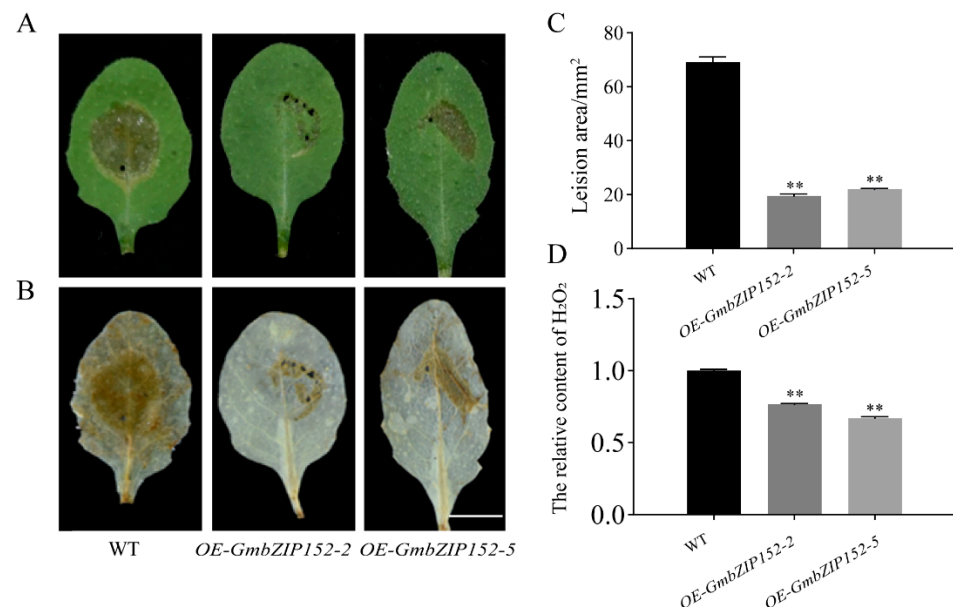 A
B
WT
OE-GmbZIP152-2
OE-GmbZIP152-5
C
Leision area/mm²
80
60
40
20
0
**
**
WT
OE-GmbZIP152-2
OE-GmbZIP152-5
D
The relative content of H₂O₂
1.5
1.0
0.5
0.0
**
**
WT
OE-GmbZIP152-2
OE-GmbZIP152-5